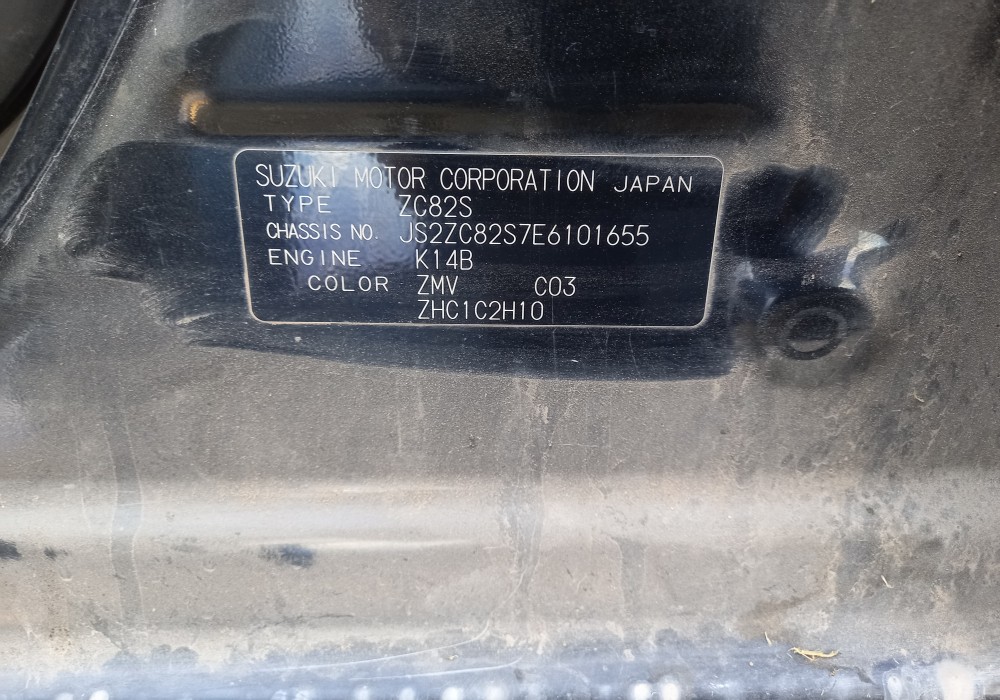 SUZUKI MOTOR CORPORATION JAPAN
TYPE ZC82S
CHASSIS NO. JS2ZC82S7E6101655
ENGINE K14B
COLOR ZMV C03
ZHC1C2H10